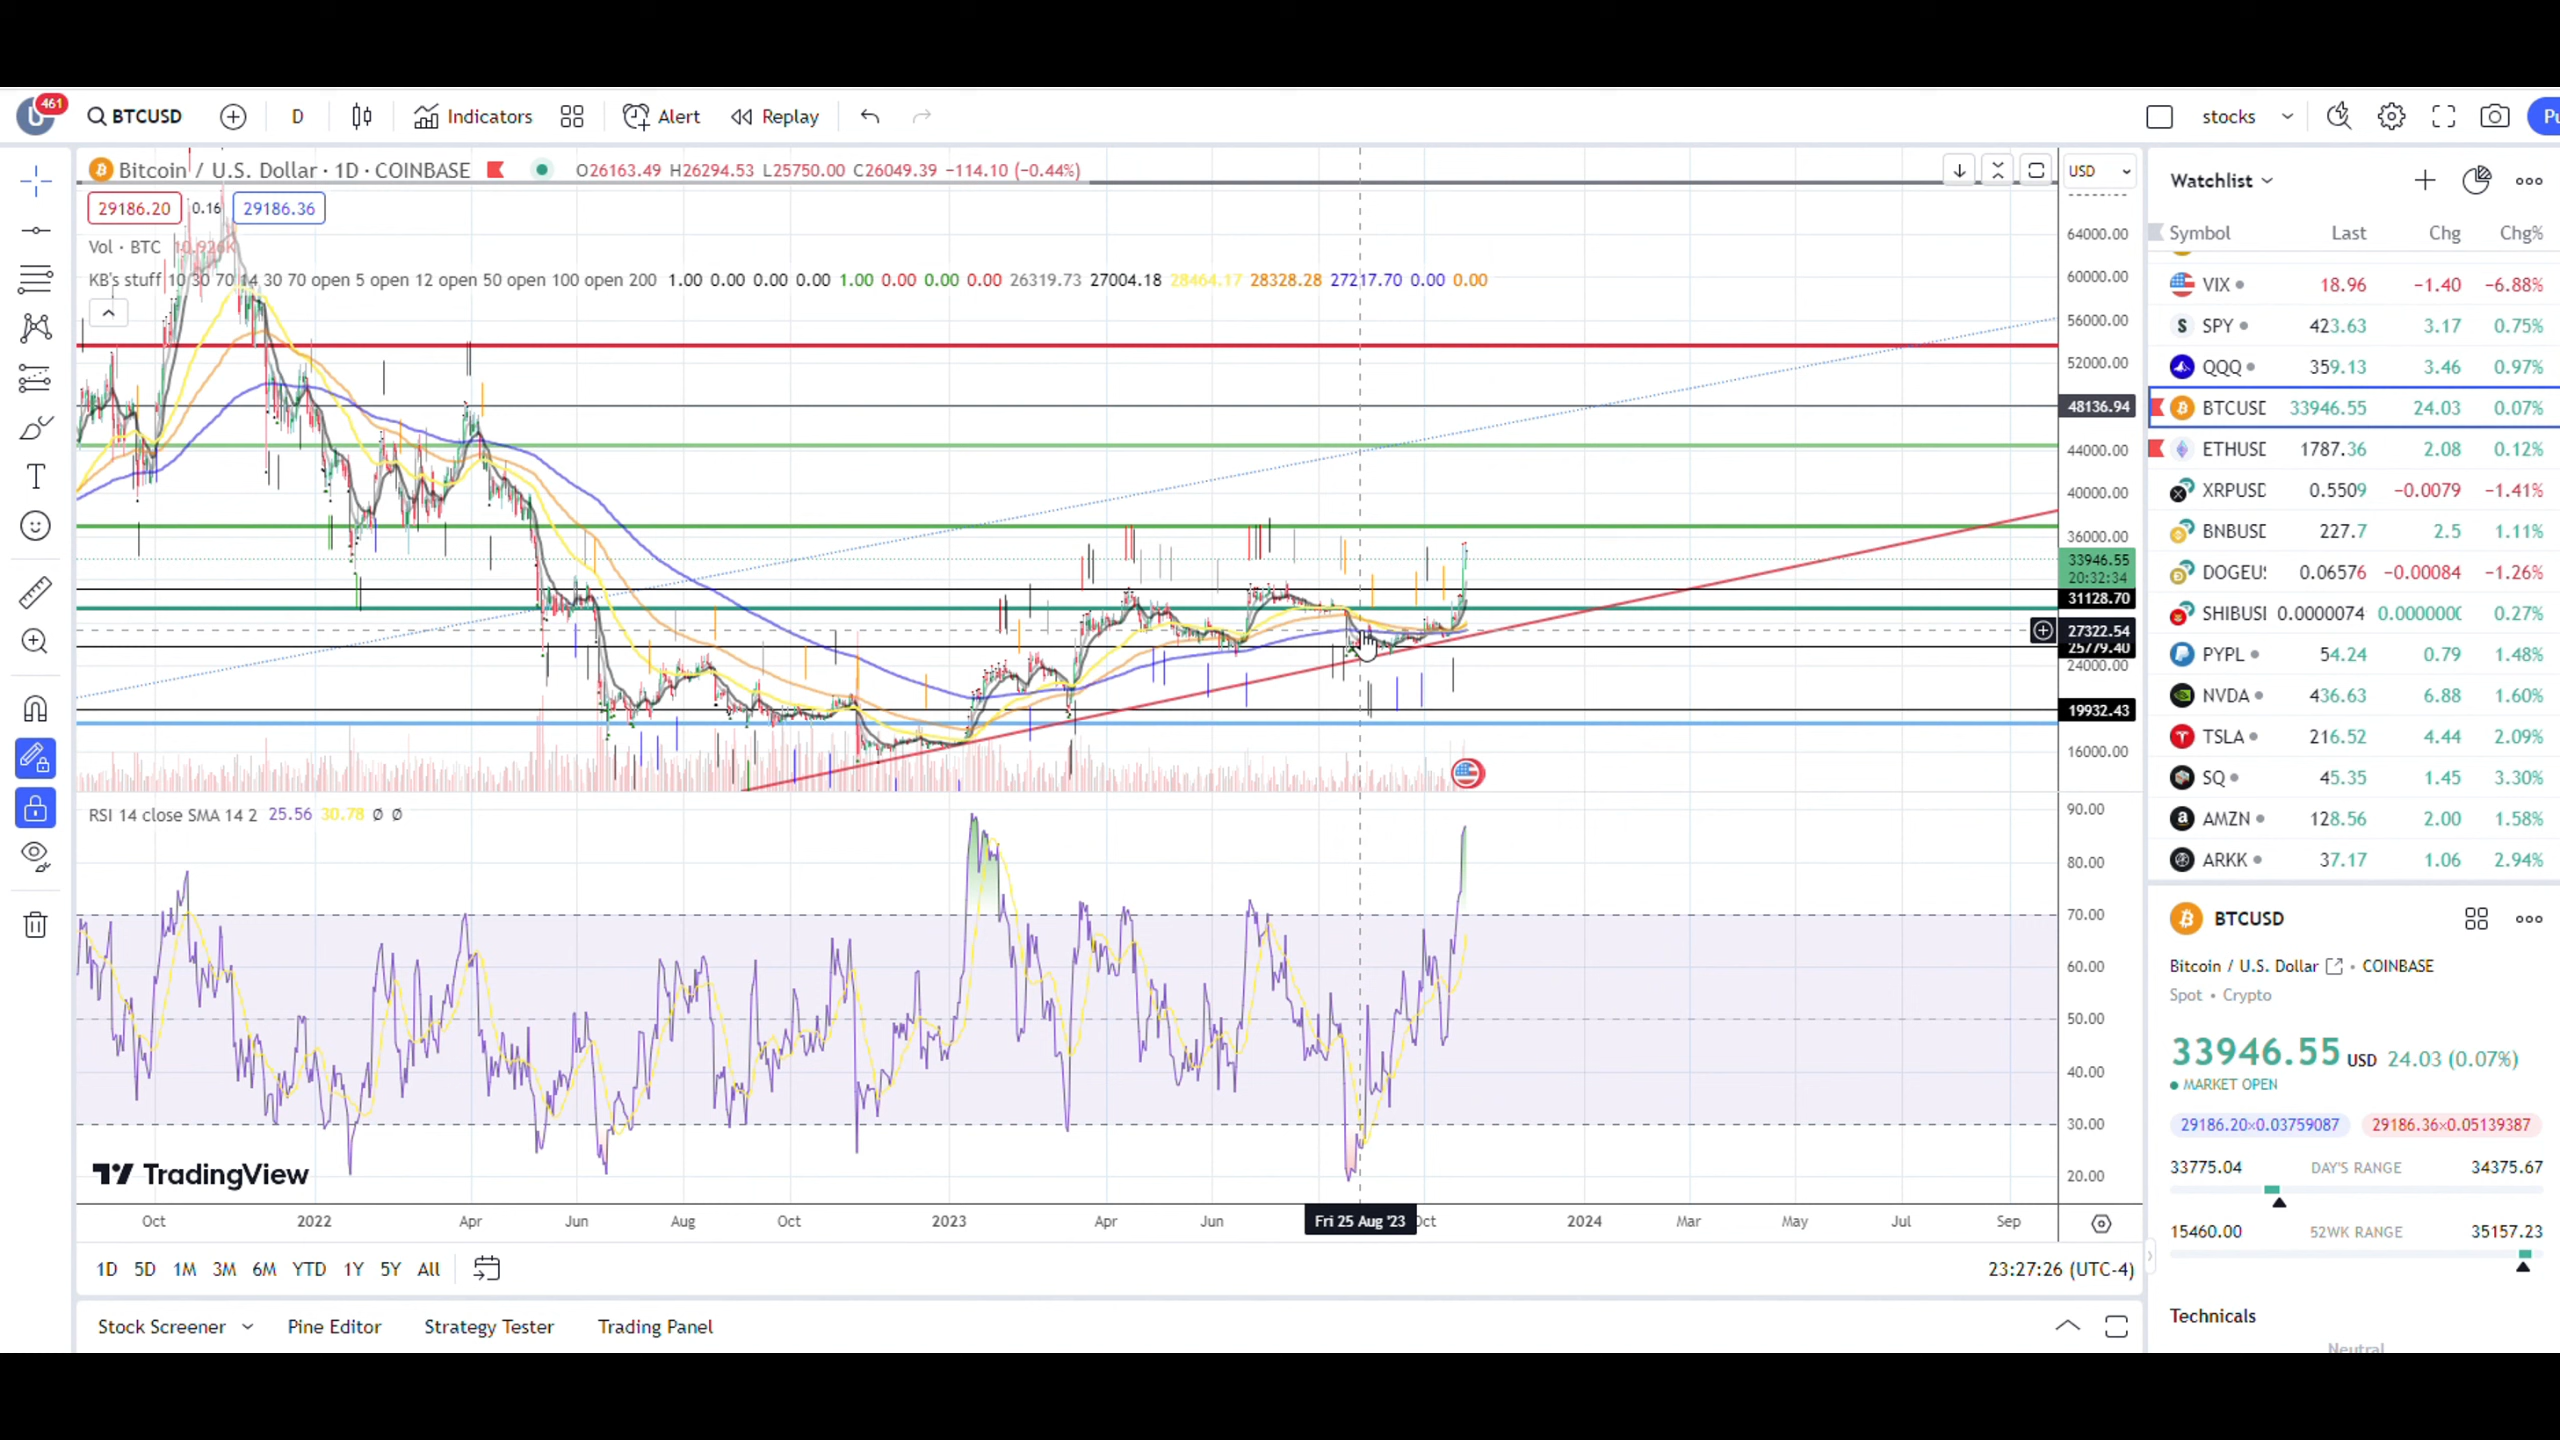 461 BTCUSD D Indicators Alert Replay stocks
Bitcoin / U.S. Dollar · 1D · COINBASE O26163.49 H26294.53 L25750.00 C26049.39 −114.10 (−0.44%) USD
29186.20 0.16 29186.36
Vol · BTC 10.926K
KB's stuff 10 30 70 14 30 70 open 5 open 12 open 50 open 100 open 200 1.00 0.00 0.00 0.00 1.00 0.00 0.00 0.00 26319.73 27004.18 28464.17 28328.28 27217.70 0.00 0.00
64000.00
60000.00
56000.00
52000.00
48136.94
44000.00
40000.00
36000.00
33946.55
20:32:34
31128.70
27322.54
25779.40
24000.00
19932.43
16000.00
RSI 14 close SMA 14 2 25.56 30.78 Ø Ø
90.00
80.00
70.00
60.00
50.00
40.00
30.00
20.00
TradingView
Oct 2022 Apr Jun Aug Oct 2023 Apr Jun Fri 25 Aug '23 Oct 2024 Mar May Jul Sep
1D 5D 1M 3M 6M YTD 1Y 5Y All 23:27:26 (UTC-4)
Stock Screener Pine Editor Strategy Tester Trading Panel
Watchlist
Symbol Last Chg Chg%
VIX 18.96 −1.40 −6.88%
SPY 423.63 3.17 0.75%
QQQ 359.13 3.46 0.97%
BTCUSD 33946.55 24.03 0.07%
ETHUSD 1787.36 2.08 0.12%
XRPUSD 0.5509 −0.0079 −1.41%
BNBUSD 227.7 2.5 1.11%
DOGEU 0.06576 −0.00084 −1.26%
SHIBUS 0.0000074 0.0000000 0.27%
PYPL 54.24 0.79 1.48%
NVDA 436.63 6.88 1.60%
TSLA 216.52 4.44 2.09%
SQ 45.35 1.45 3.30%
AMZN 128.56 2.00 1.58%
ARKK 37.17 1.06 2.94%
BTCUSD
Bitcoin / U.S. Dollar • COINBASE
Spot • Crypto
33946.55 USD 24.03 (0.07%)
MARKET OPEN
29186.20×0.03759087 29186.36×0.05139387
33775.04 DAY'S RANGE 34375.67
15460.00 52WK RANGE 35157.23
Technicals
Neutral